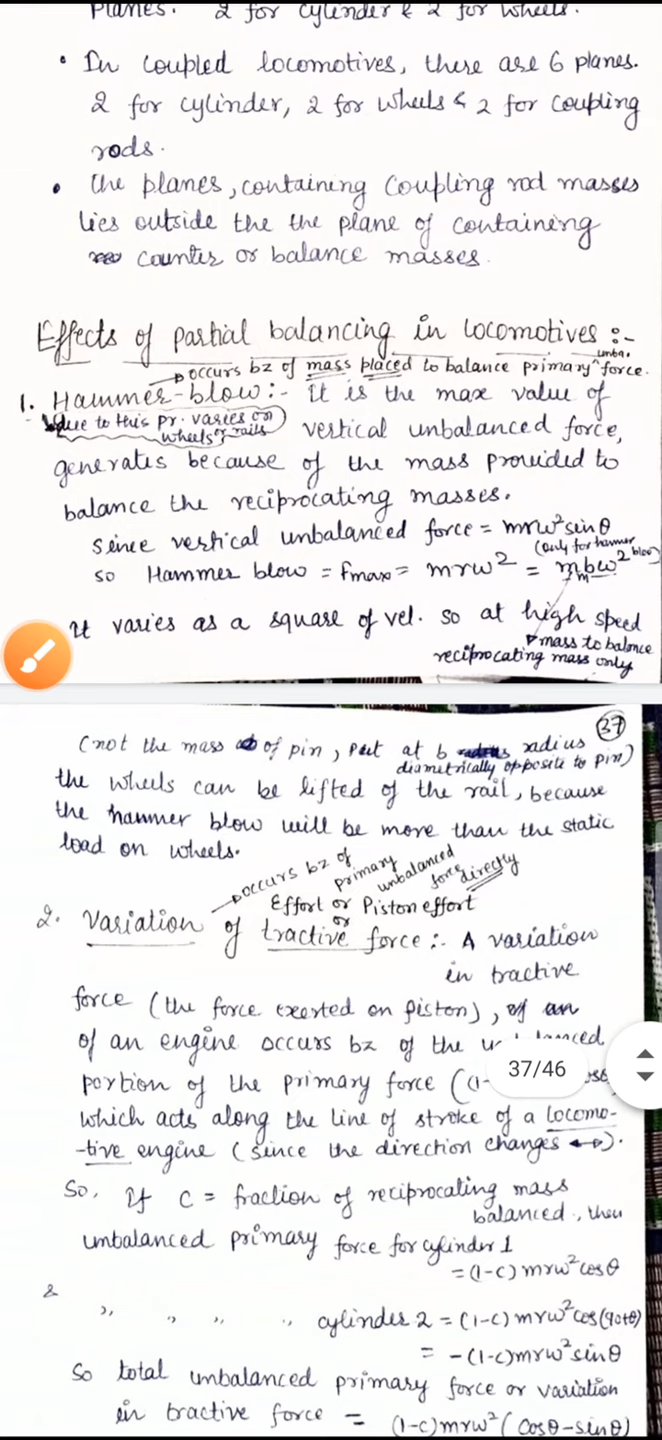 Planes. 2 for cylinder & 2 for wheels.
• In coupled locomotives, there are 6 planes.
2 for cylinder, 2 for wheels & 2 for coupling
rods.
• The planes, containing coupling rod masses
lies outside the the plane of containing
counter or balance masses.
Effects of partial balancing in locomotives :-
→ occurs bz of mass placed to balance primary unba. force.
1. Hammer-blow:- it is the max value of
due to this pr. varies on
wheels or rails
vertical unbalanced force,
generates because of the mass provided to
balance the reciprocating masses.
Since vertical unbalanced force = mrω² sinθ
(only for hammer blow)
so Hammer blow = Fmax = mrω² = mbω²
It varies as a square of vel. so at high speed
→ mass to balance
reciprocating mass only
37
(not the mass of pin, put at b radius
diametrically opposite to pin)
the wheels can be lifted of the rail, because
the hammer blow will be more than the static
load on wheels.
→ occurs bz of primary unbalanced force directly
Effort or Piston effort
or
2. Variation of tractive force :- A variation
in tractive
force (the force exerted on piston), of an
of an engine occurs bz of the
37/46
portion of the primary force ((1-
which acts along the line of stroke of a locomo-
-tive engine (since the direction changes ↔).
So, if c = fraction of reciprocating mass
balanced, then
unbalanced primary force for cylinder 1
= (1-c) mrω² cosθ
& ,, ,, ,, ,, cylinder 2 = (1-c) mrω² cos(90+θ)
= -(1-c) mrω² sinθ
So total unbalanced primary force or variation
in tractive force = (1-c) mrω² (cosθ - sinθ)